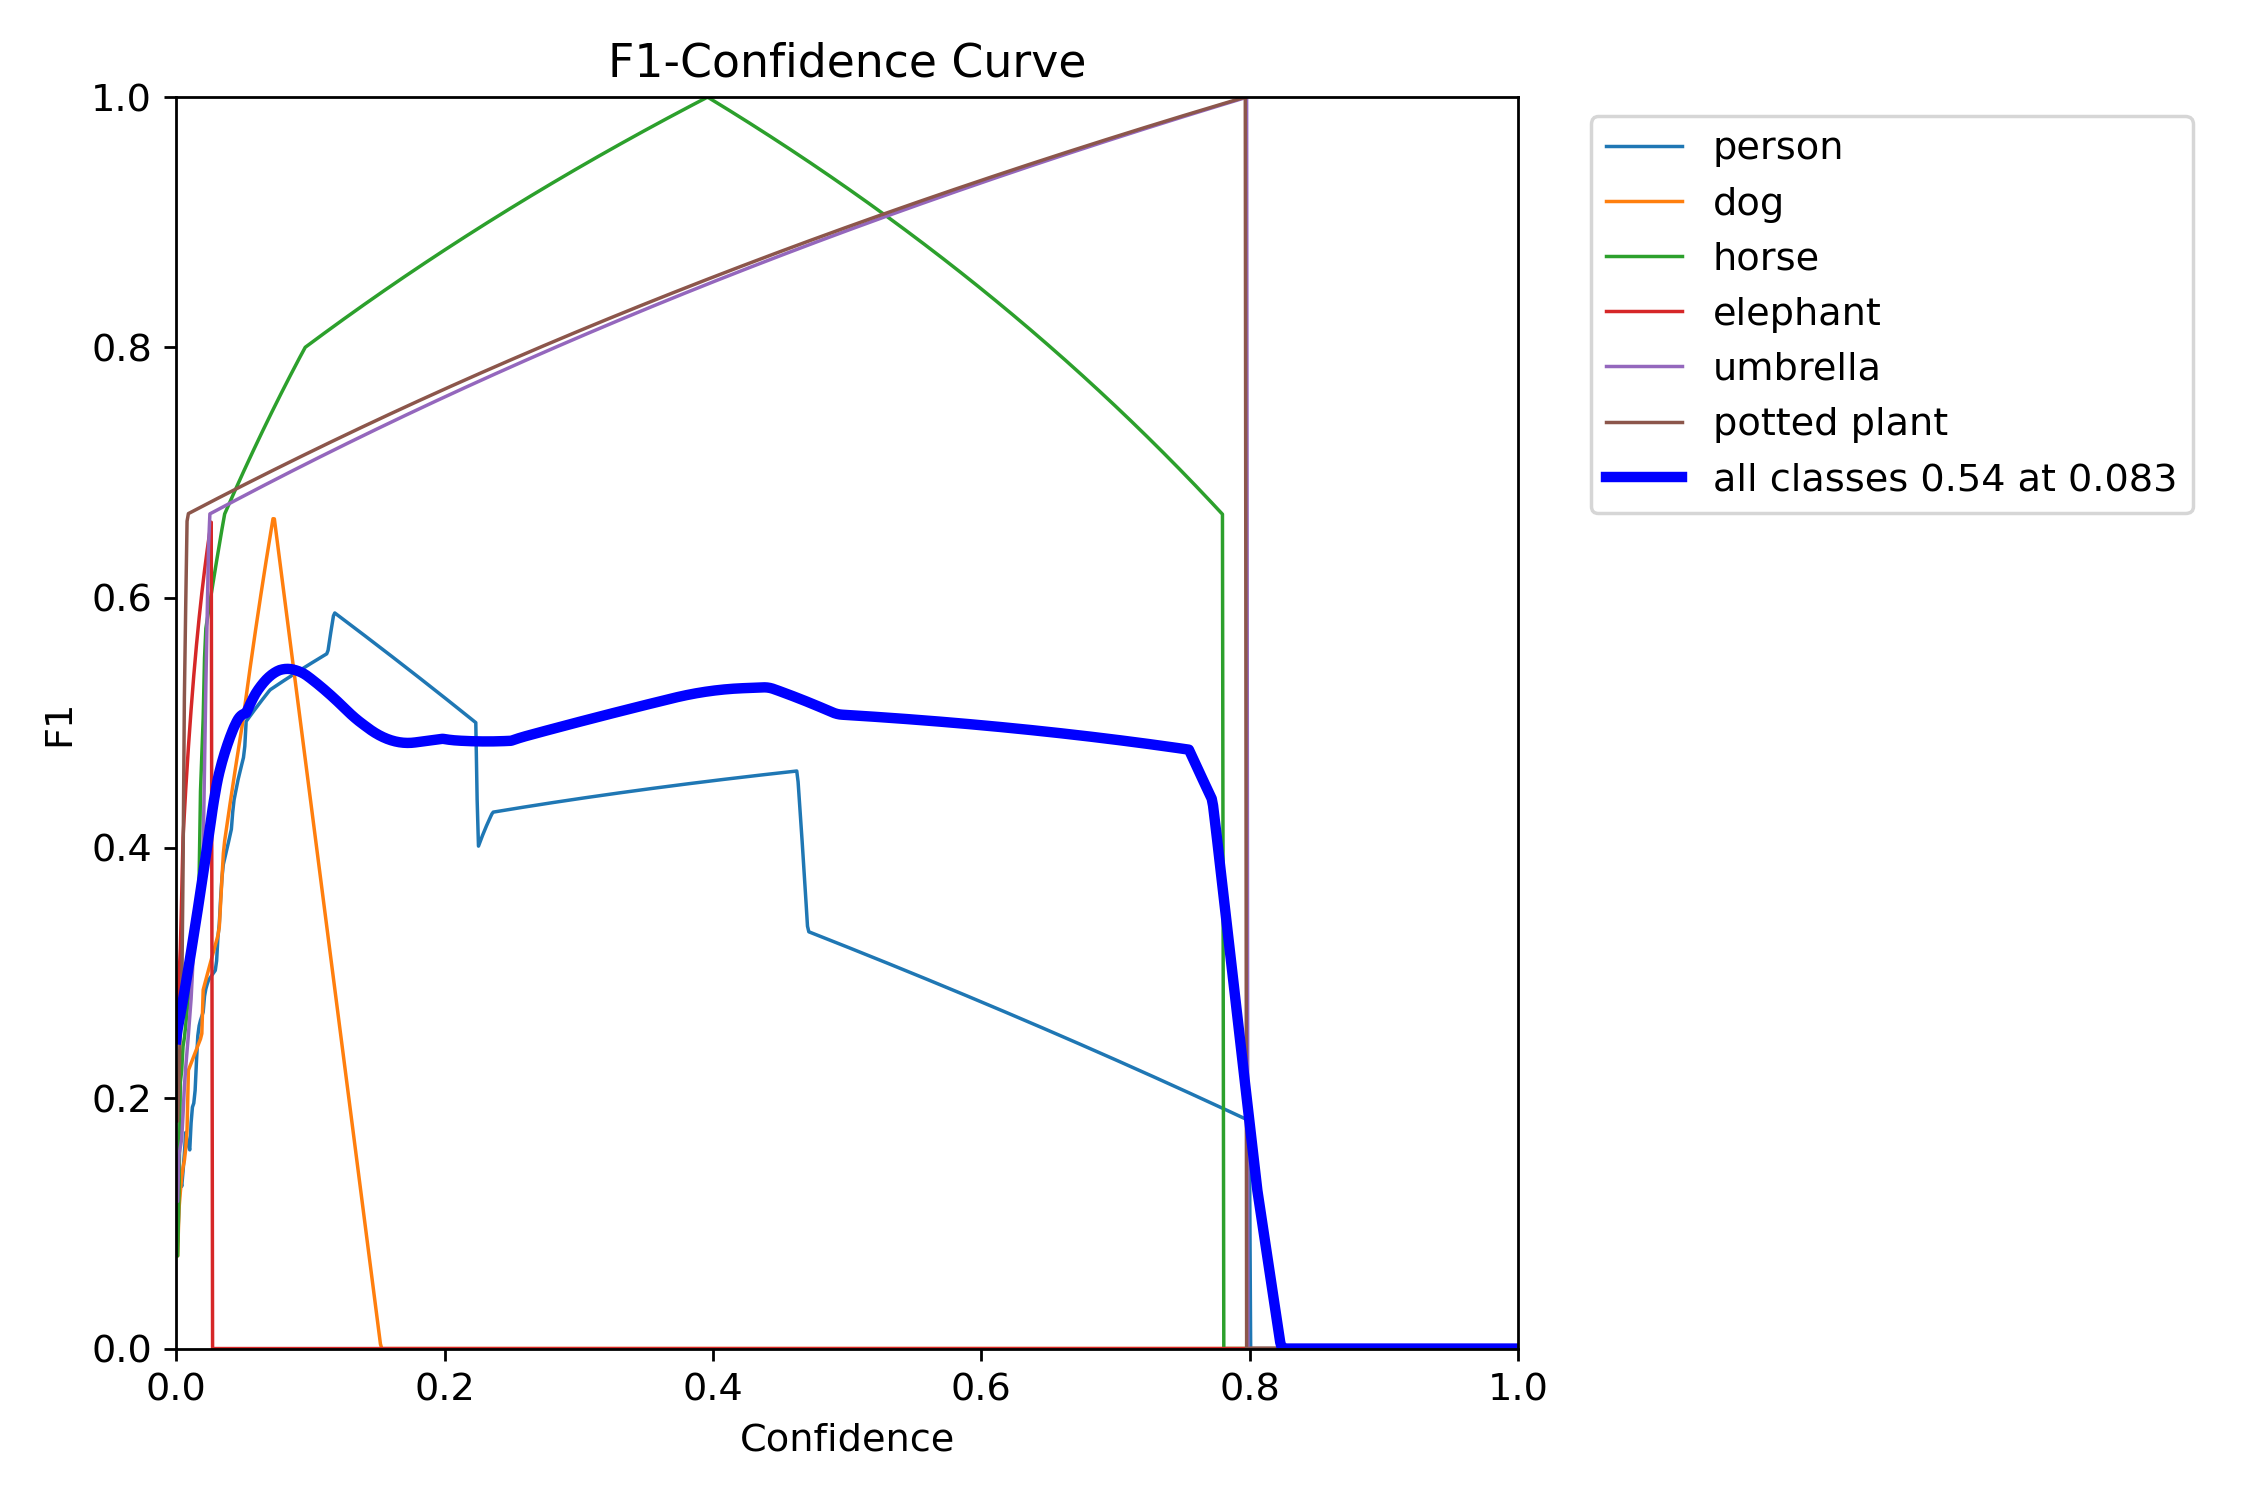 F1-Confidence Curve
1.0
0.8
0.6
0.4
0.2
0.0
F1
0.0 0.2 0.4 0.6 0.8 1.0
Confidence
person
dog
horse
elephant
umbrella
potted plant
all classes 0.54 at 0.083